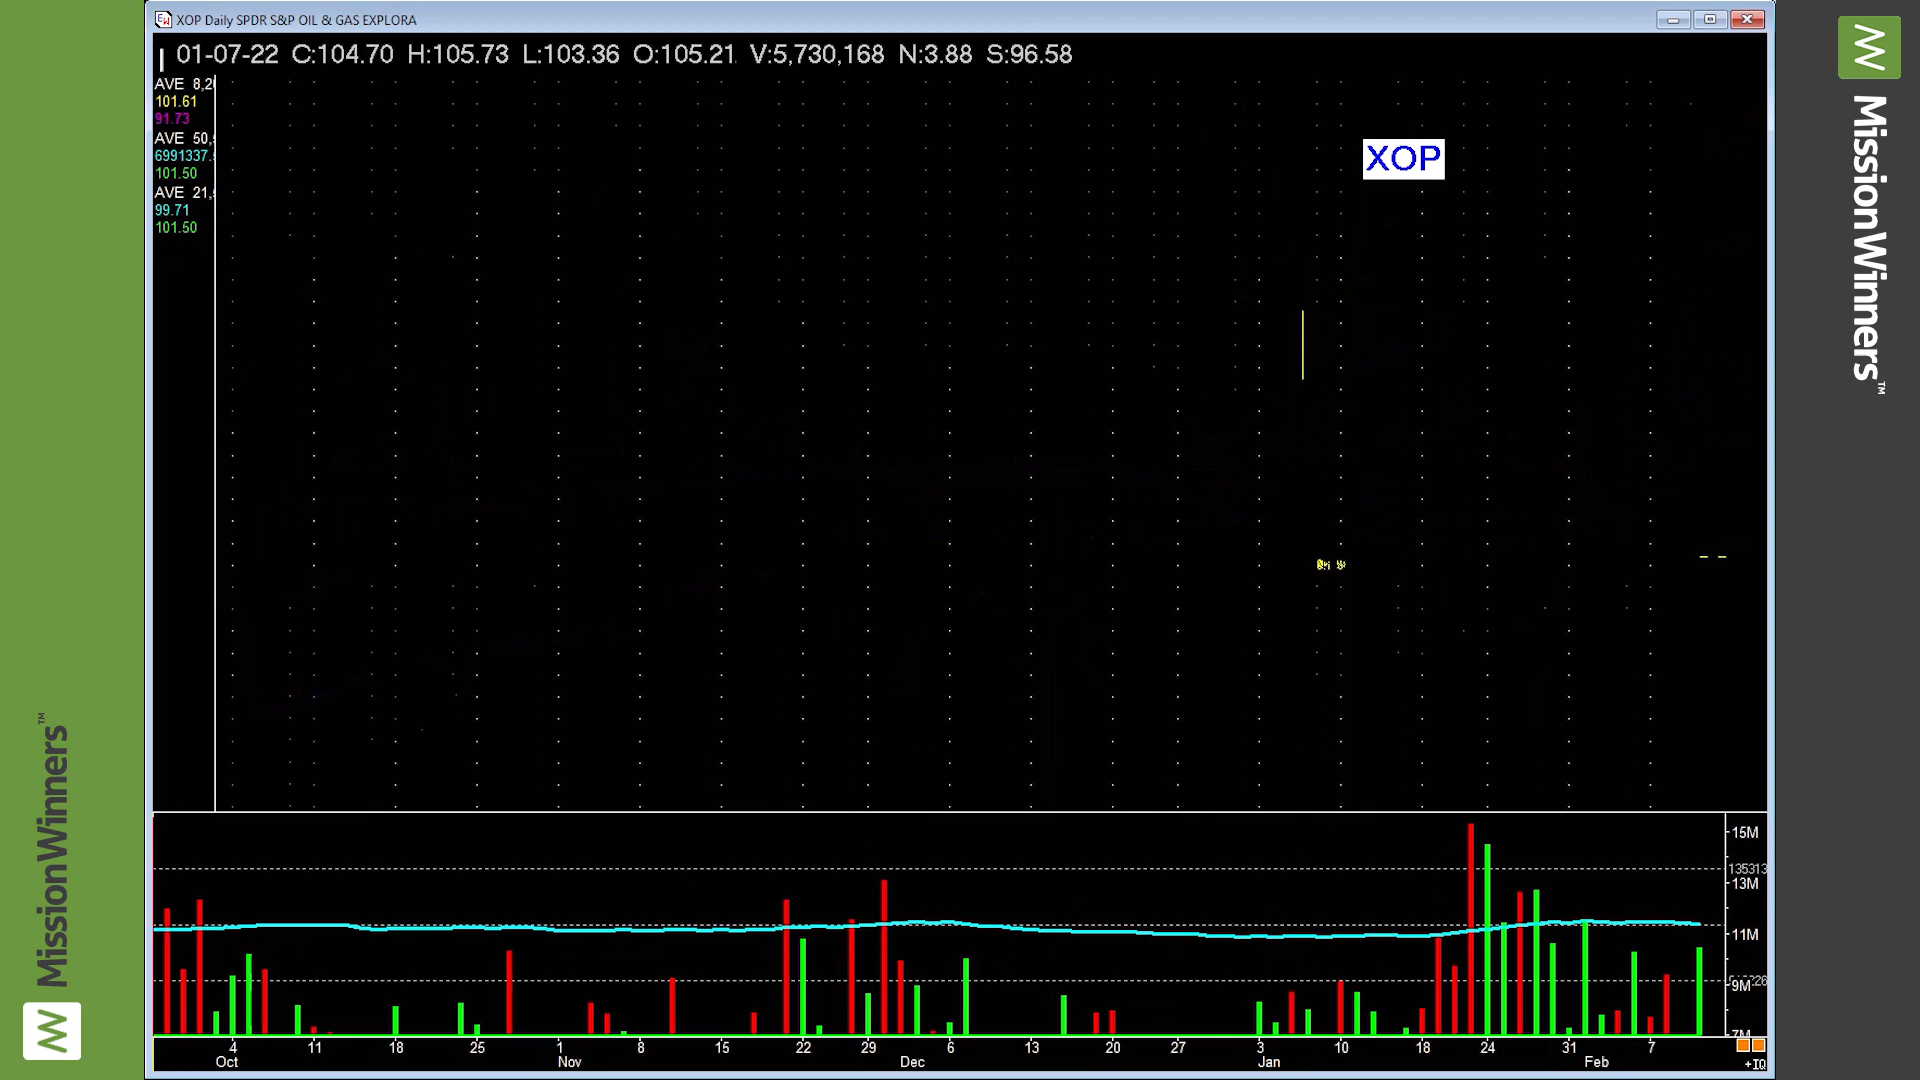 XOP Daily SPDR S&P OIL & GAS EXPLORA
01-07-22 C:104.70 H:105.73 L:103.36 O:105.21 V:5,730,168 N:3.88 S:96.58
AVE 8,2
101.61
91.73
AVE 50,
6991337.
101.50
AVE 21,
99.71
101.50
XOP
15M
135313
13M
11M
9M
7M
4 11 18 25 1 8 15 22 29 6 13 20 27 3 10 18 24 31 7
Oct Nov Dec Jan Feb
+IQ
MissionWinners™
MissionWinners™